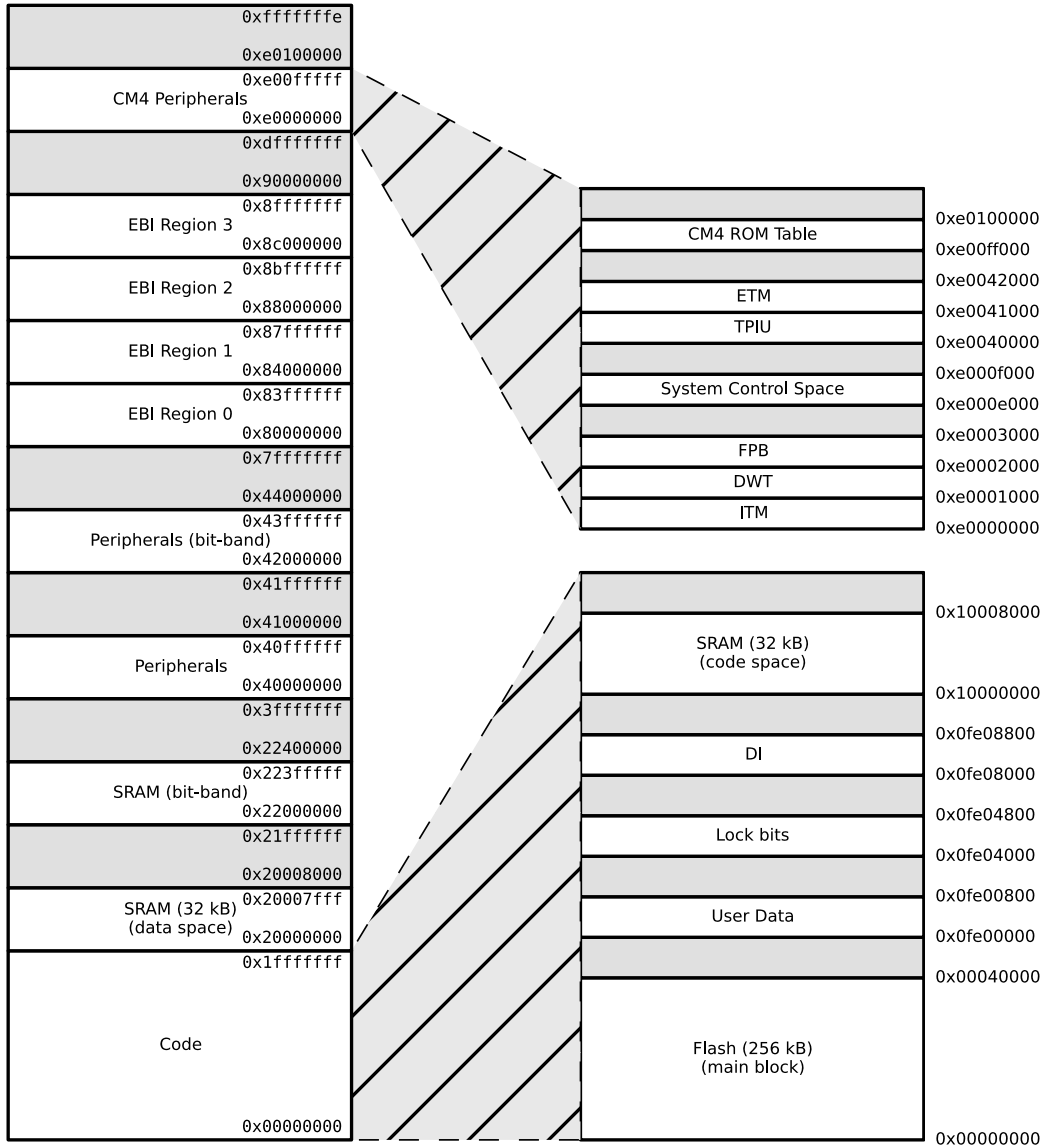 0xfffffffe
0xe0100000
0xe00fffff
CM4 Peripherals
0xe0000000
0xdfffffff
0x90000000
0x8fffffff
EBI Region 3
0x8c000000
0x8bffffff
EBI Region 2
0x88000000
0x87ffffff
EBI Region 1
0x84000000
0x83ffffff
EBI Region 0
0x80000000
0x7fffffff
0x44000000
0x43ffffff
Peripherals (bit-band)
0x42000000
0x41ffffff
0x41000000
0x40ffffff
Peripherals
0x40000000
0x3fffffff
0x22400000
0x223fffff
SRAM (bit-band)
0x22000000
0x21ffffff
0x20008000
0x20007fff
SRAM (32 kB)
(data space)
0x20000000
0x1fffffff
Code
0x00000000
0xe0100000
CM4 ROM Table
0xe00ff000
0xe0042000
ETM
0xe0041000
TPIU
0xe0040000
0xe000f000
System Control Space
0xe000e000
0xe0003000
FPB
0xe0002000
DWT
0xe0001000
ITM
0xe0000000
0x10008000
SRAM (32 kB)
(code space)
0x10000000
0x0fe08800
DI
0x0fe08000
0x0fe04800
Lock bits
0x0fe04000
0x0fe00800
User Data
0x0fe00000
0x00040000
Flash (256 kB)
(main block)
0x00000000